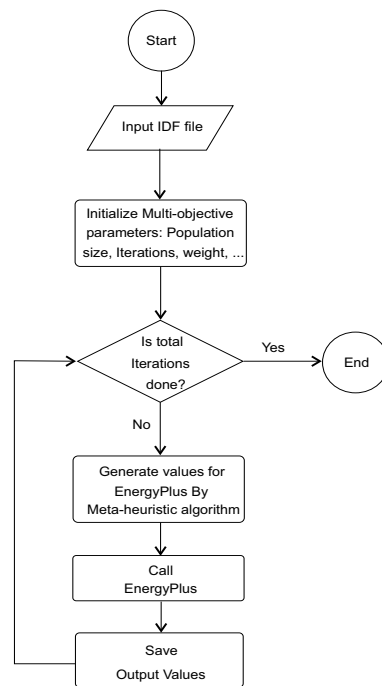 Start
Input IDF file
Initialize Multi-objective
parameters: Population
size, Iterations, weight, ...
Is total
Iterations
done?
Yes
End
No
Generate values for
EnergyPlus By
Meta-heuristic algorithm
Call
EnergyPlus
Save
Output Values